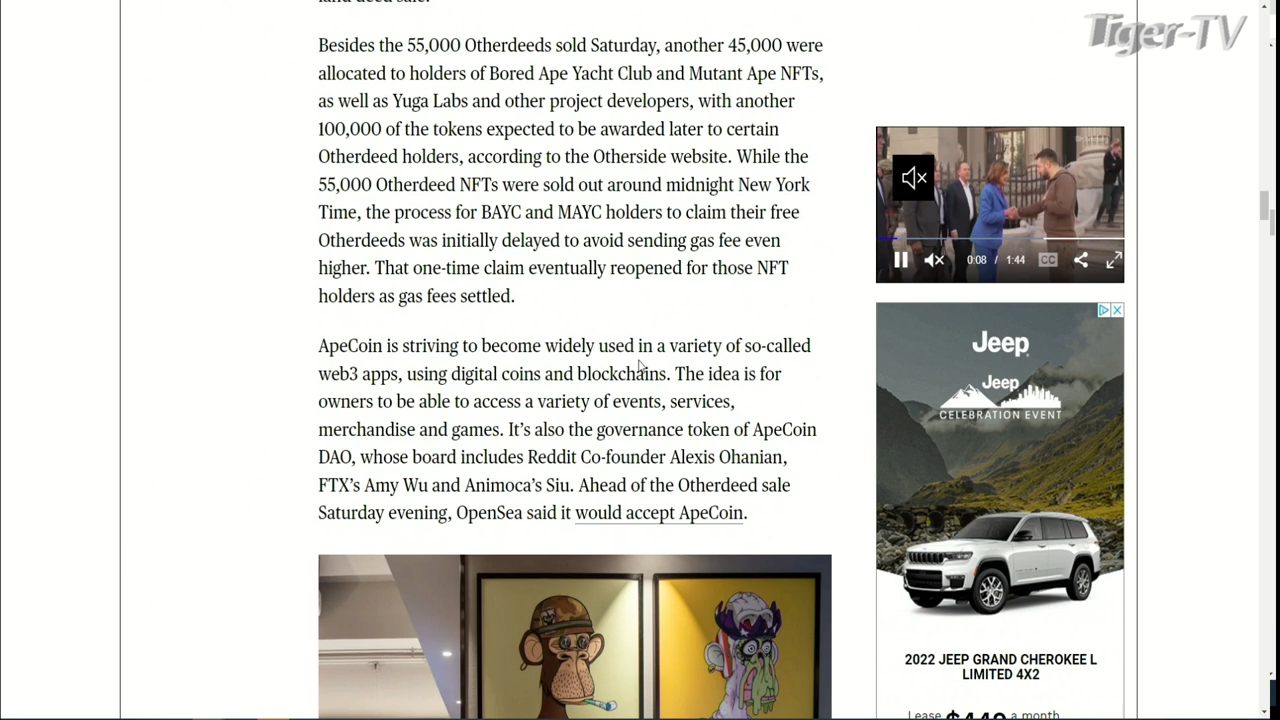 Tiger-TV
Besides the 55,000 Otherdeeds sold Saturday, another 45,000 were
allocated to holders of Bored Ape Yacht Club and Mutant Ape NFTs,
as well as Yuga Labs and other project developers, with another
100,000 of the tokens expected to be awarded later to certain
Otherdeed holders, according to the Otherside website. While the
55,000 Otherdeed NFTs were sold out around midnight New York
Time, the process for BAYC and MAYC holders to claim their free
Otherdeeds was initially delayed to avoid sending gas fee even
higher. That one-time claim eventually reopened for those NFT
holders as gas fees settled.
ApeCoin is striving to become widely used in a variety of so-called
web3 apps, using digital coins and blockchains. The idea is for
owners to be able to access a variety of events, services,
merchandise and games. It’s also the governance token of ApeCoin
DAO, whose board includes Reddit Co-founder Alexis Ohanian,
FTX’s Amy Wu and Animoca’s Siu. Ahead of the Otherdeed sale
Saturday evening, OpenSea said it would accept ApeCoin.
0:08 / 1:44 CC
Jeep
Jeep
CELEBRATION EVENT
2022 JEEP GRAND CHEROKEE L
LIMITED 4X2
Lease a month